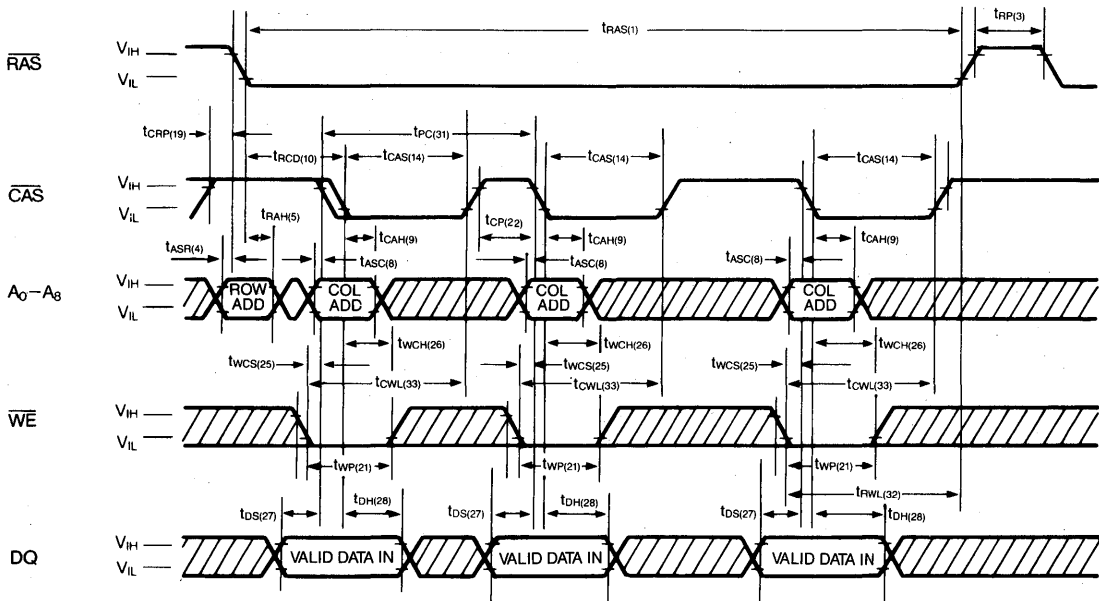 tRAS(1)
tRP(3)
RAS
VIH
VIL
tCRP(19)
tPC(31)
tRCD(10)
tCAS(14)
tCAS(14)
tCAS(14)
CAS
VIH
ViL
tRAH(5)
tCP(22)
tCAH(9)
tCAH(9)
tCAH(9)
tASR(4)
tASC(8)
tASC(8)
tASC(8)
A0–A8
VIH
VIL
ROW ADD
COL ADD
COL ADD
COL ADD
tWCH(26)
tWCH(26)
tWCH(26)
tWCS(25)
tWCS(25)
tWCS(25)
tCWL(33)
tCWL(33)
tCWL(33)
WE
VIH
VIL
tWP(21)
tWP(21)
tWP(21)
tRWL(32)
tDS(27)
tDH(28)
tDS(27)
tDH(28)
tDS(27)
tDH(28)
DQ
VIH
VIL
VALID DATA IN
VALID DATA IN
VALID DATA IN